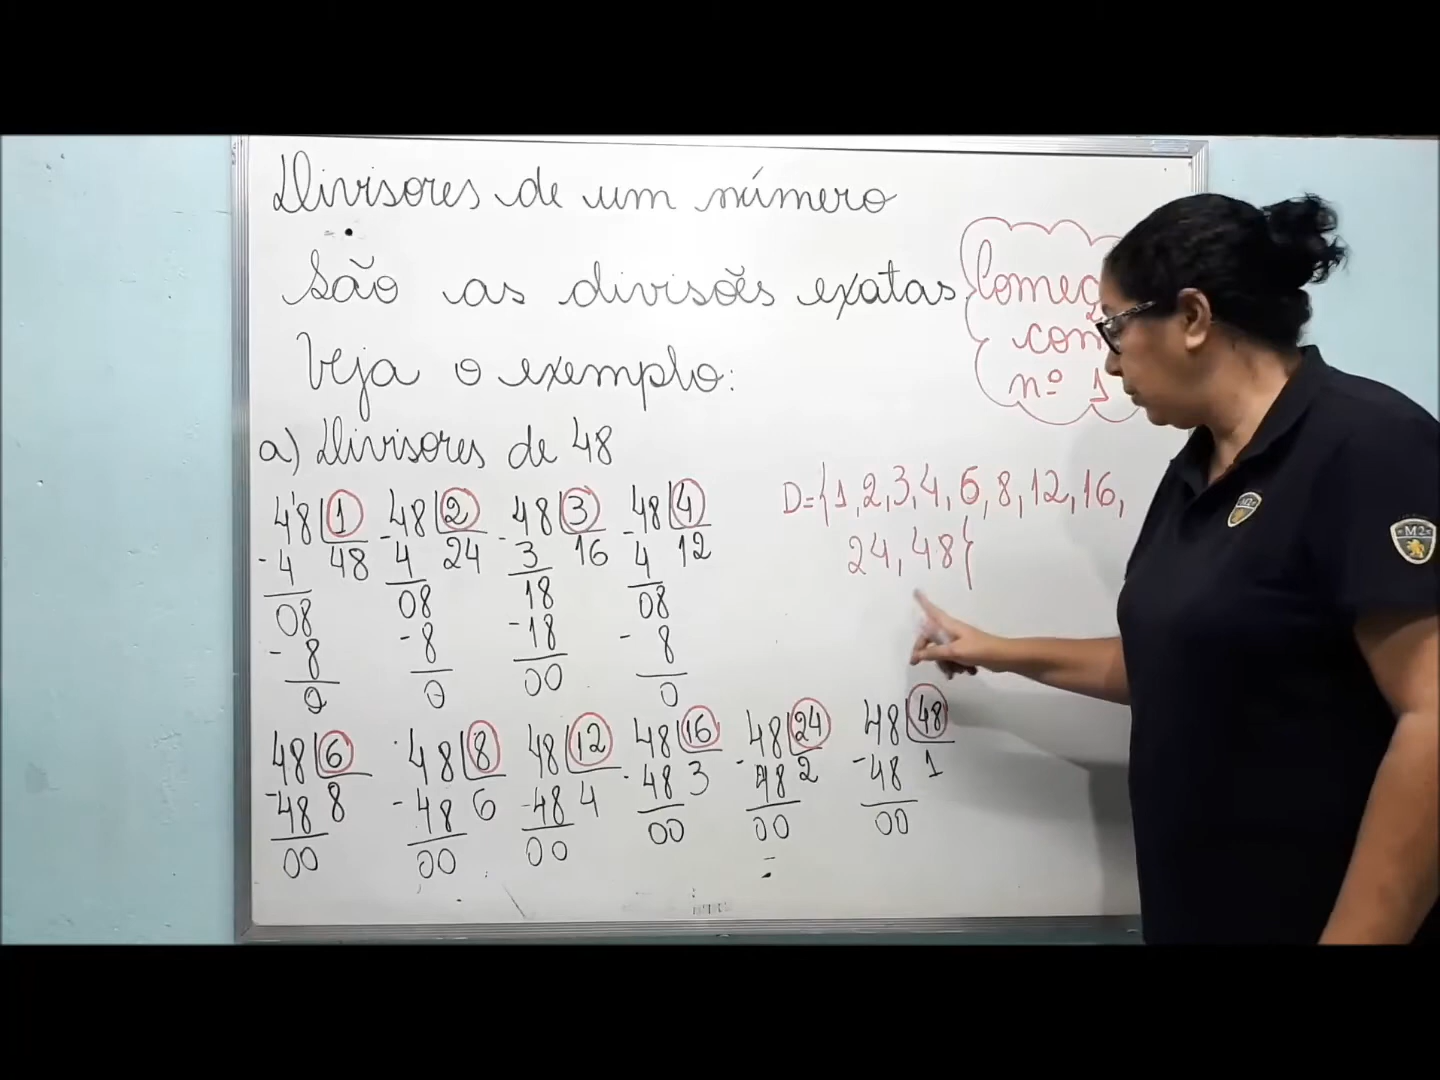 Divisores de um número
São as divisões exatas
Começ
com
nº 1
Veja o exemplo:
a) Divisores de 48
48 1 48 2 48 3 48 4
- 4 48 - 4 24 - 3 16 - 4 12
08 08 18 08
- 8 - 8 - 18 - 8
0 0 00 0
D={1,2,3,4,6,8,12,16,
24,48{
48 6 48 8 48 12 48 16 48 24 48 48
- 48 8 - 48 6 - 48 4 - 48 3 - 48 2 - 48 1
00 00 00 00 00 00
M2
M2